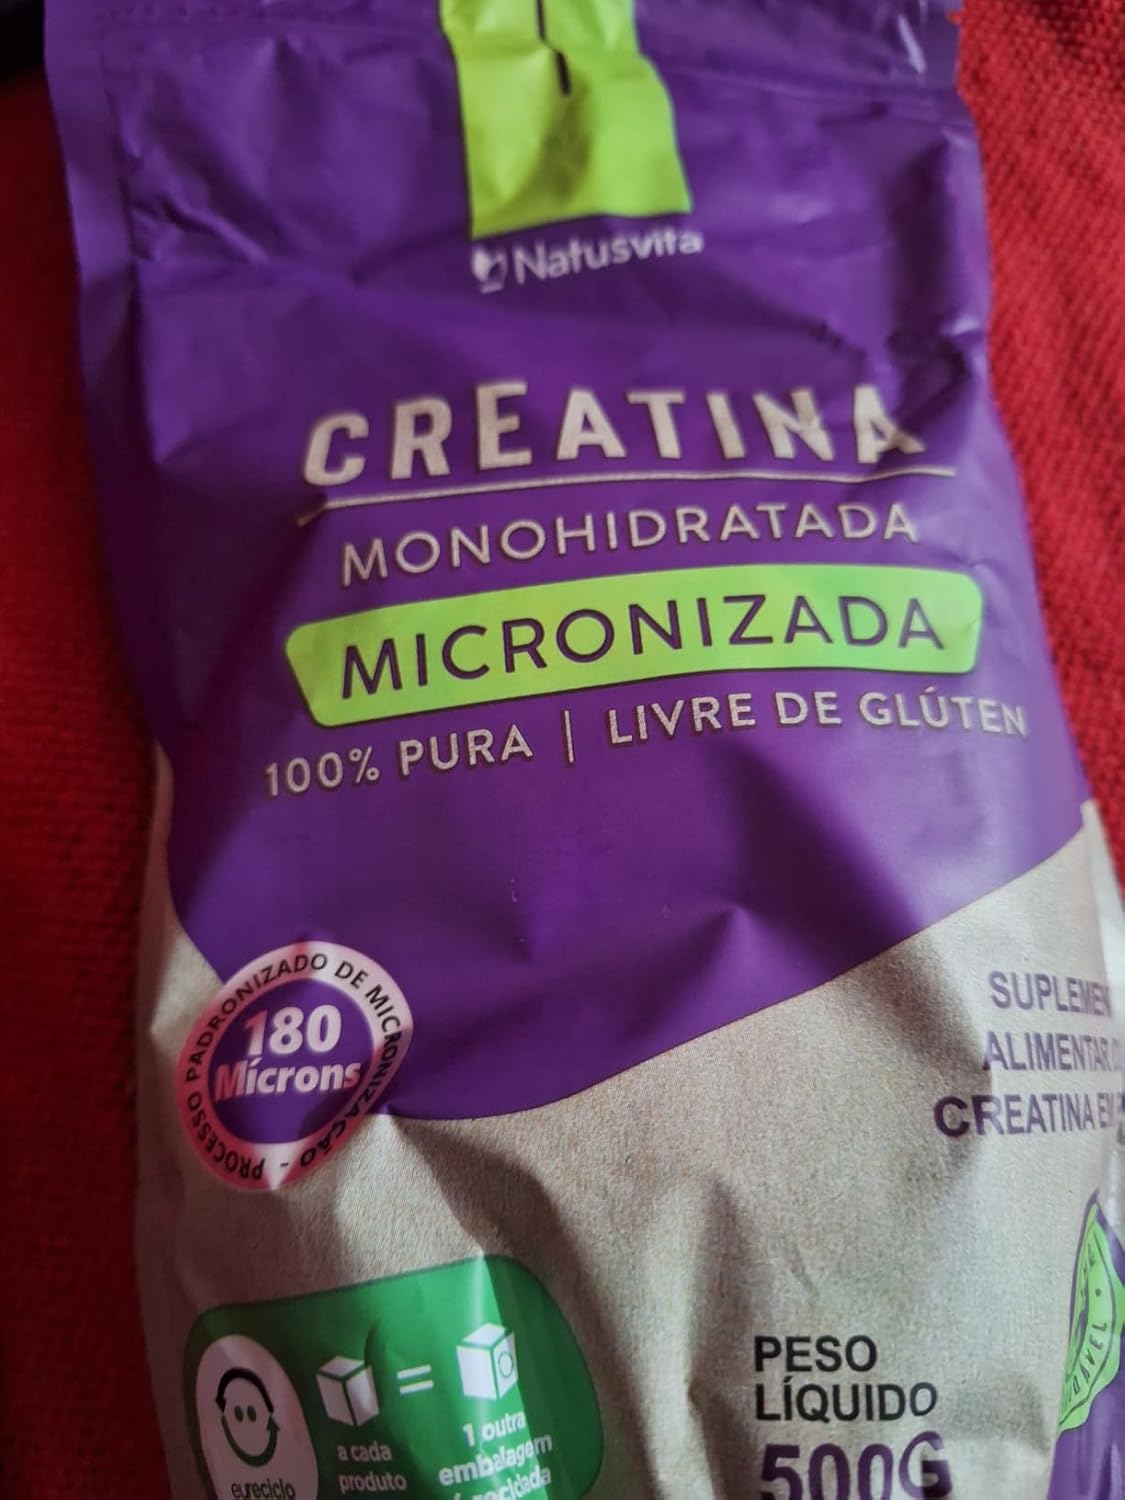 Natusvita
CREATINA
MONOHIDRATADA
MICRONIZADA
100% PURA | LIVRE DE GLÚTEN
PROCESSO PADRONIZADO DE MICRONIZAÇÃO -
180
Mícrons
SUPLEMEN
ALIMENTAR
CREATINA EM
PESO
LÍQUIDO
500G
eureciclo
a cada
produto
=
1 outra
embalagem
é reciclada